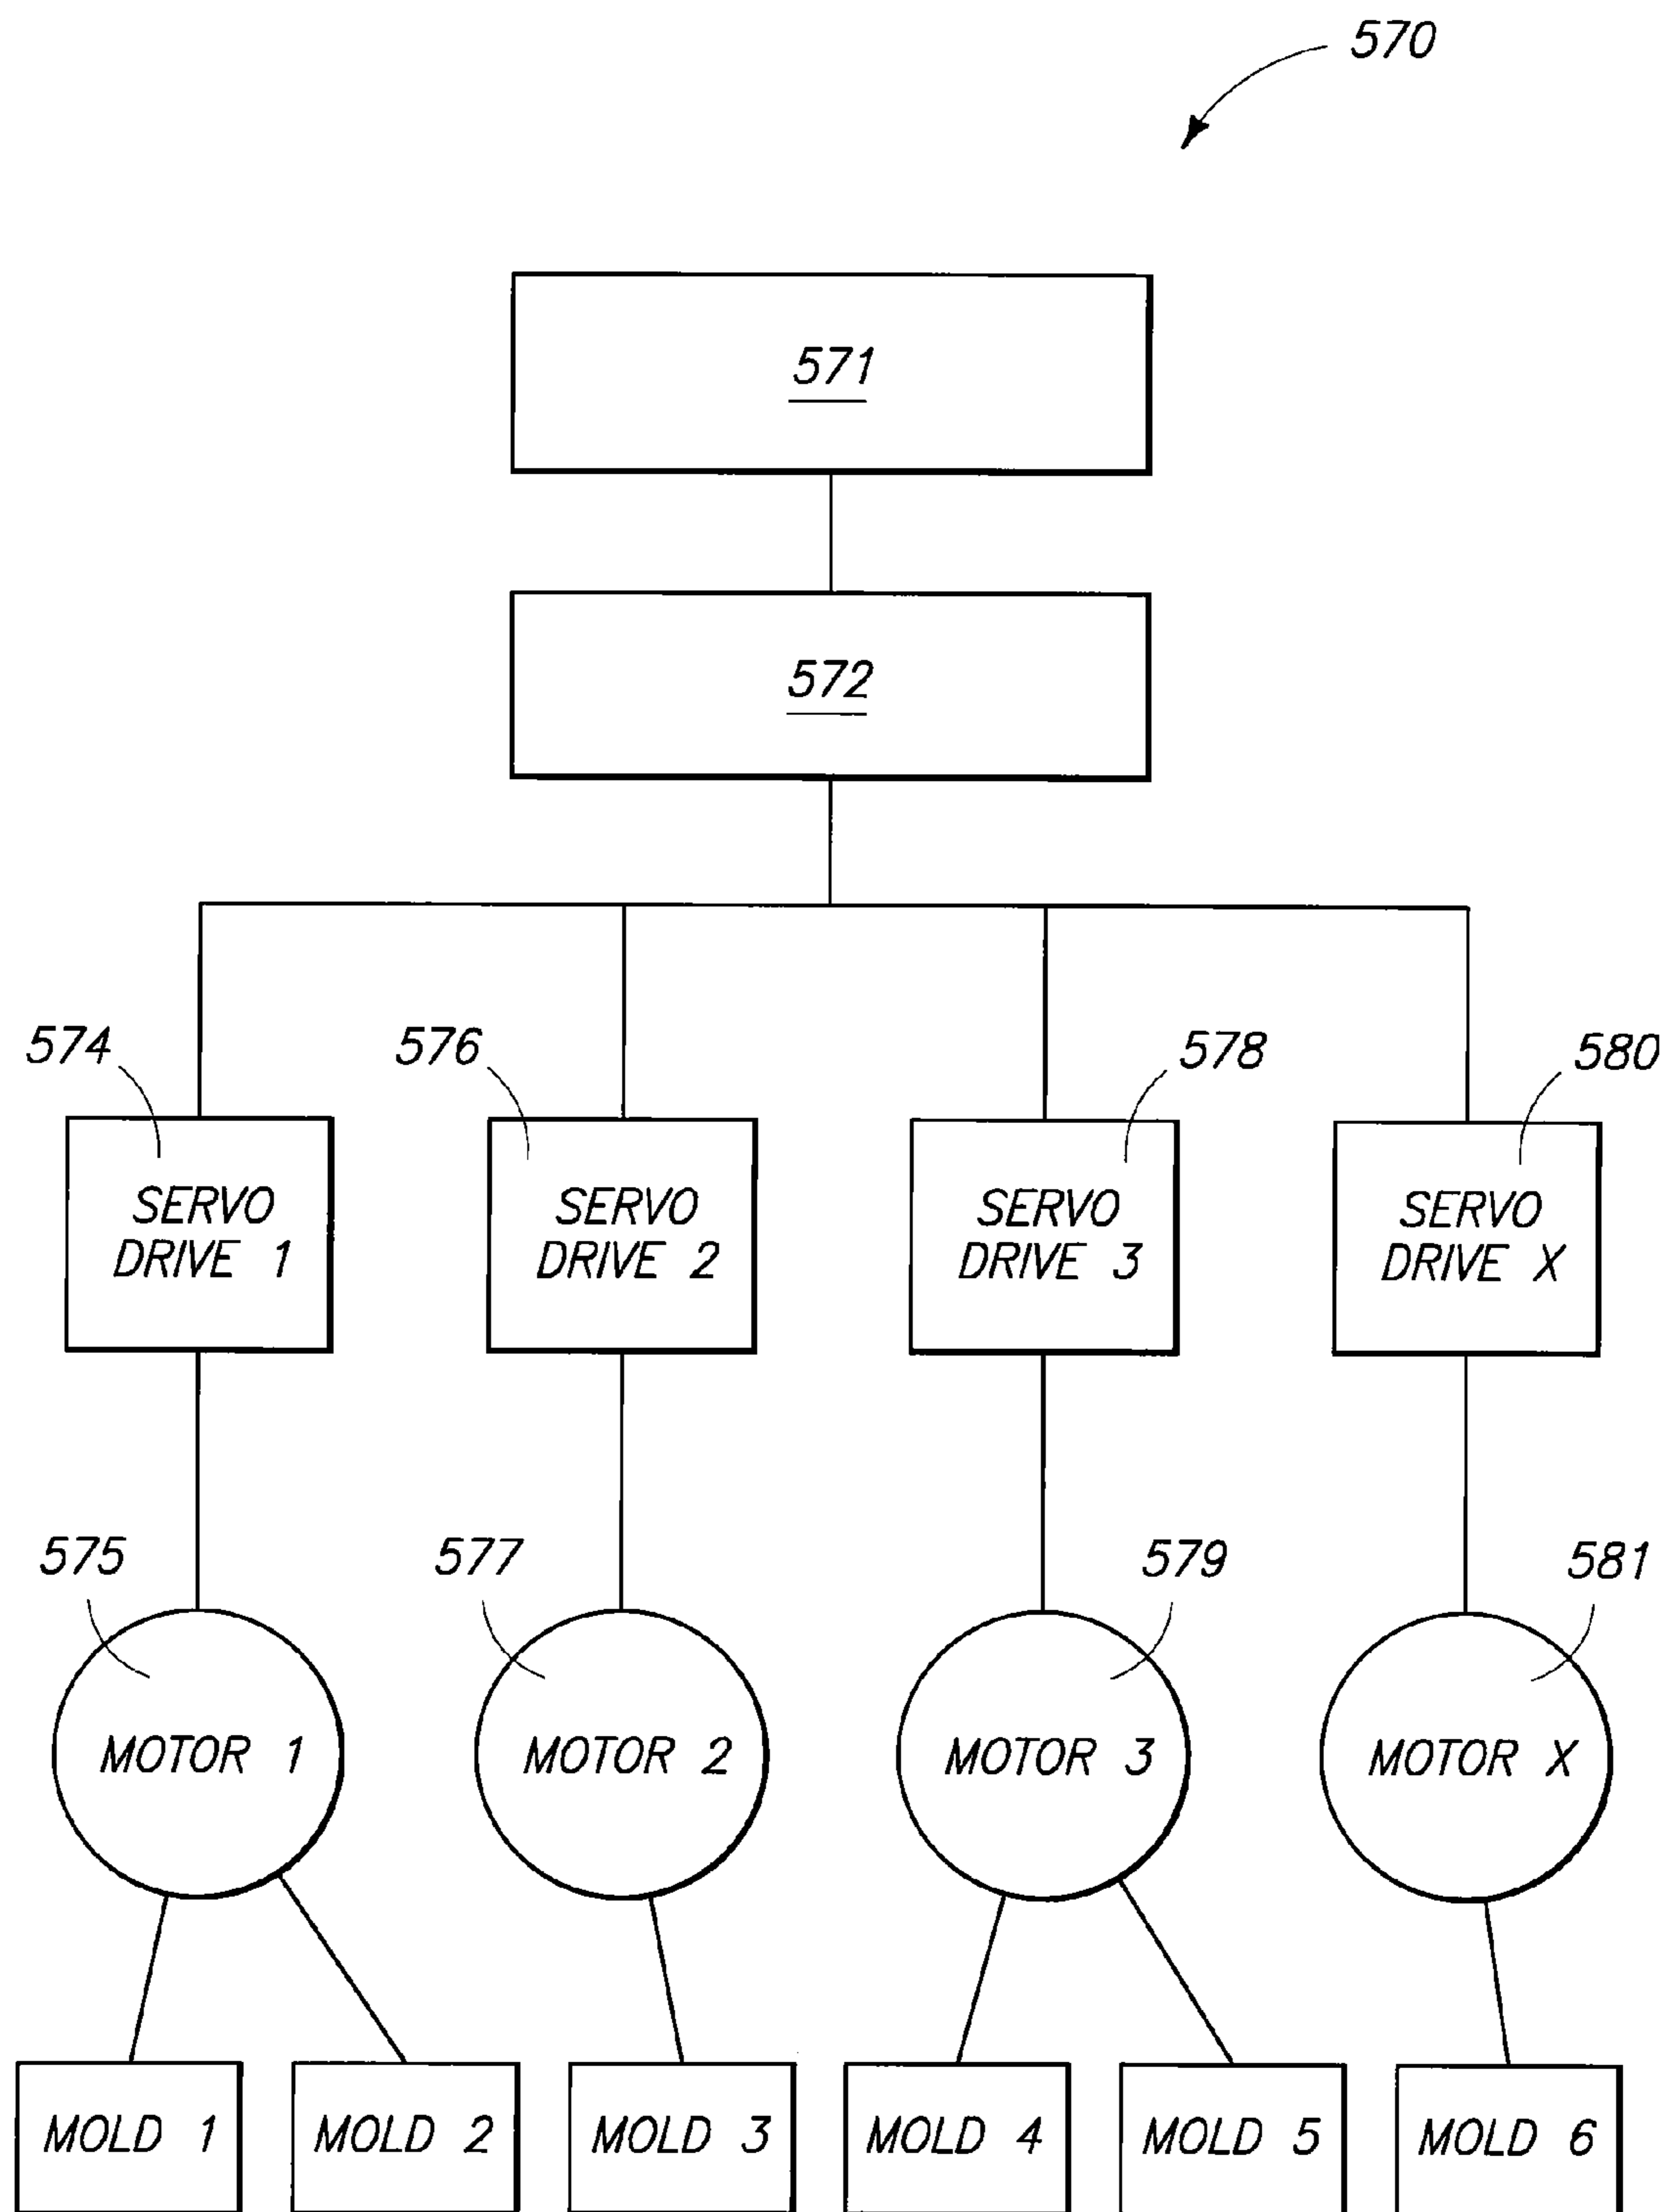 570
571
572
574
576
578
580
SERVO
DRIVE 1
SERVO
DRIVE 2
SERVO
DRIVE 3
SERVO
DRIVE X
575
577
579
581
MOTOR 1
MOTOR 2
MOTOR 3
MOTOR X
MOLD 1
MOLD 2
MOLD 3
MOLD 4
MOLD 5
MOLD 6